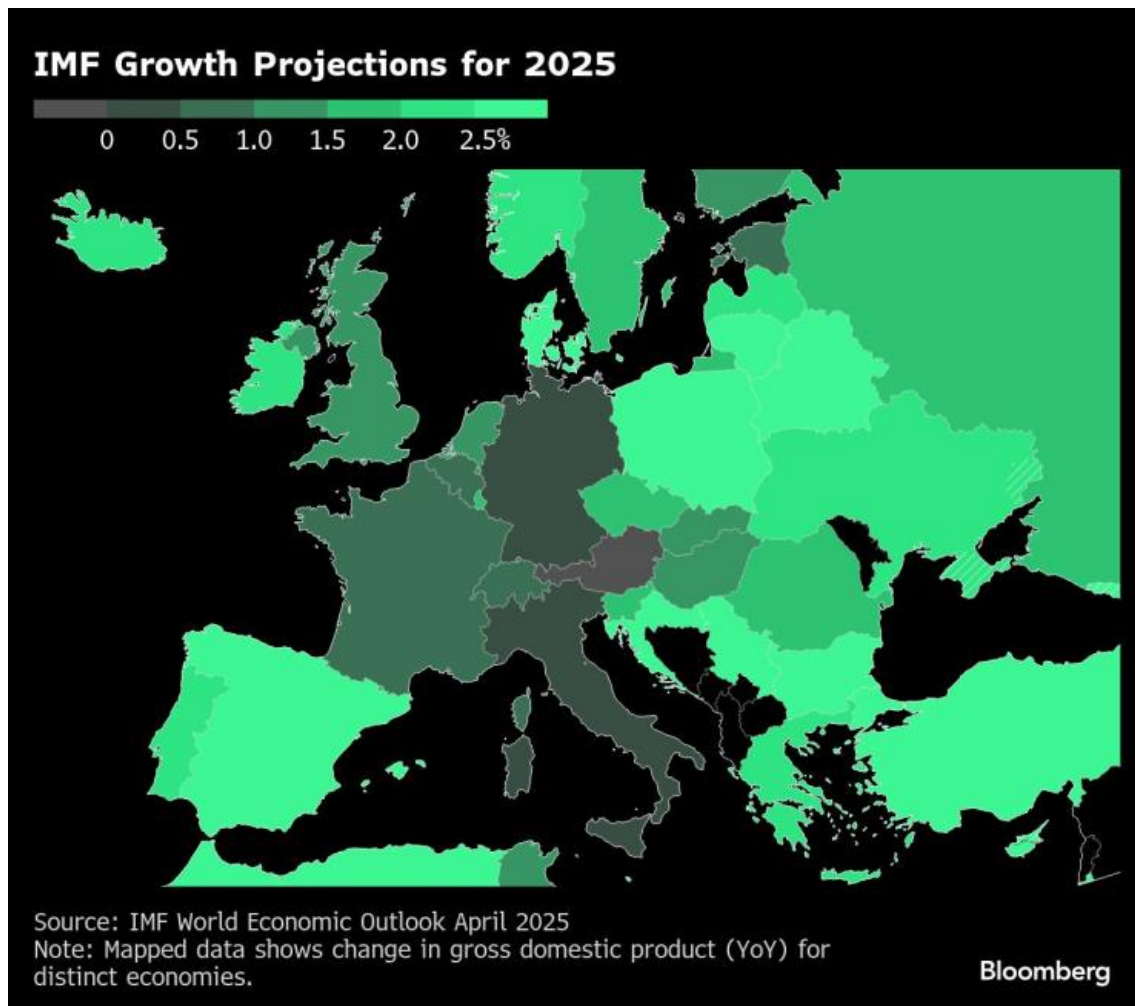 IMF Growth Projections for 2025
0 0.5 1.0 1.5 2.0 2.5%
Source: IMF World Economic Outlook April 2025
Note: Mapped data shows change in gross domestic product (YoY) for
distinct economies.
Bloomberg